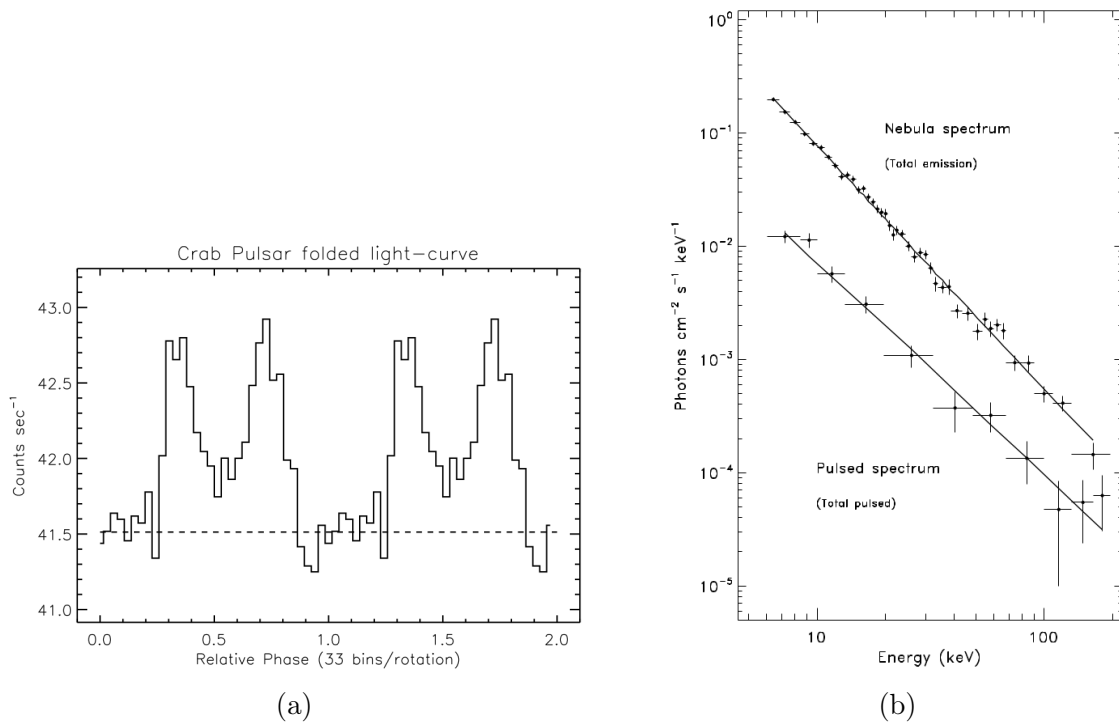 Crab Pulsar folded light-curve
Counts sec⁻¹
43.0
42.5
42.0
41.5
41.0
0.0 0.5 1.0 1.5 2.0
Relative Phase (33 bins/rotation)
(a)
Photons cm⁻² s⁻¹ keV⁻¹
10⁰
10⁻¹
10⁻²
10⁻³
10⁻⁴
10⁻⁵
Nebula spectrum
(Total emission)
Pulsed spectrum
(Total pulsed)
10 100
Energy (keV)
(b)